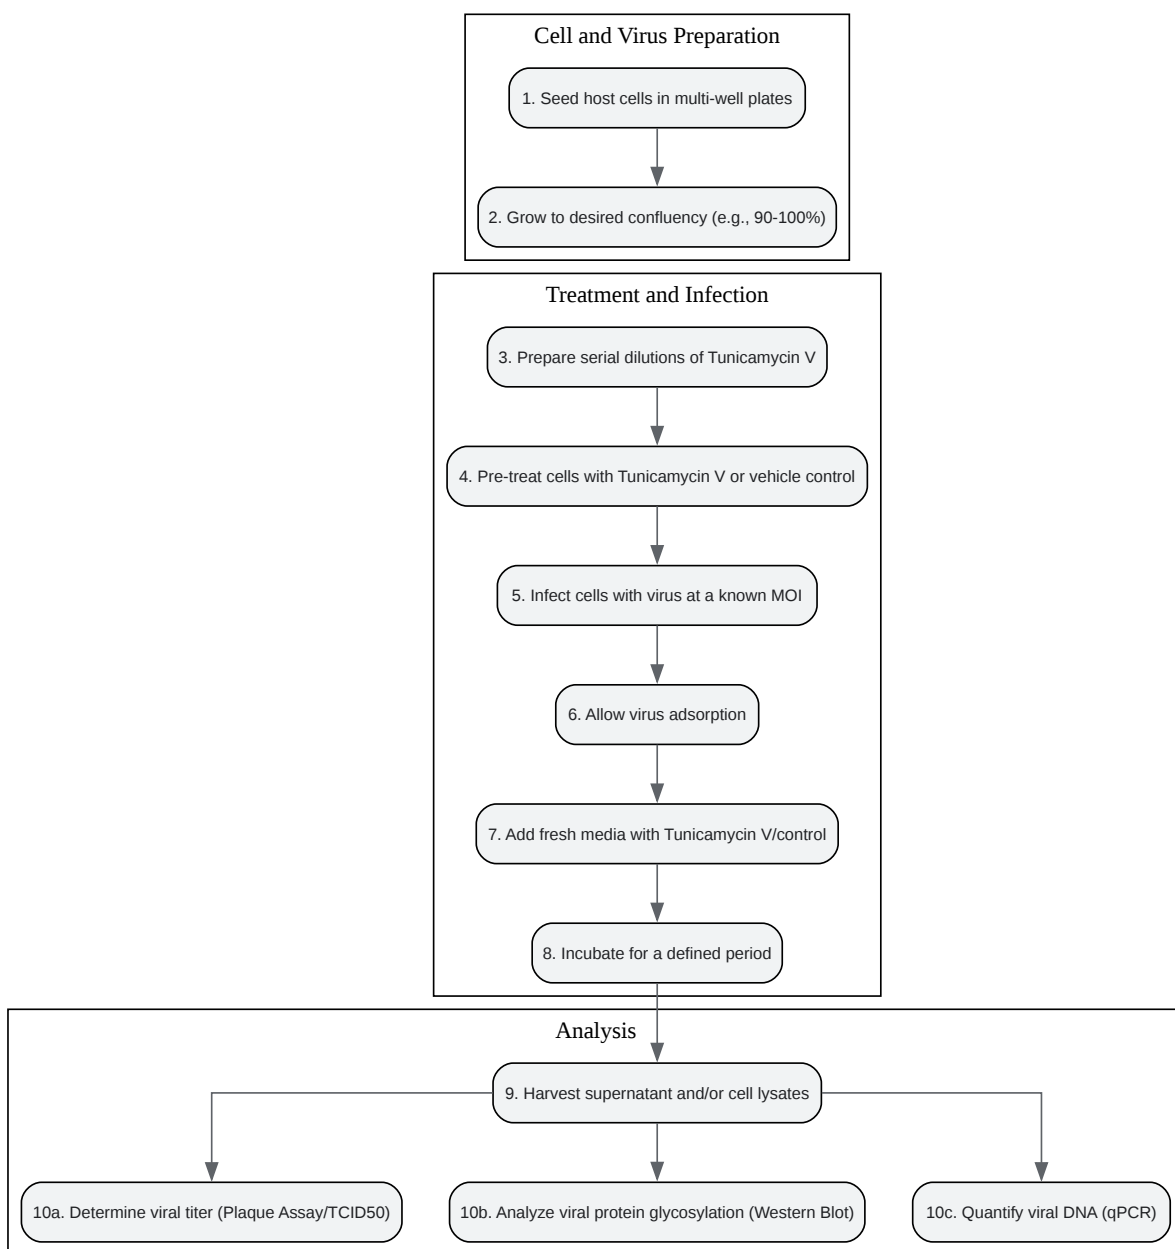 Cell and Virus Preparation
1. Seed host cells in multi-well plates
2. Grow to desired confluency (e.g., 90-100%)
Treatment and Infection
3. Prepare serial dilutions of Tunicamycin V
4. Pre-treat cells with Tunicamycin V or vehicle control
5. Infect cells with virus at a known MOI
6. Allow virus adsorption
7. Add fresh media with Tunicamycin V/control
8. Incubate for a defined period
Analysis
9. Harvest supernatant and/or cell lysates
10a. Determine viral titer (Plaque Assay/TCID50)
10b. Analyze viral protein glycosylation (Western Blot)
10c. Quantify viral DNA (qPCR)